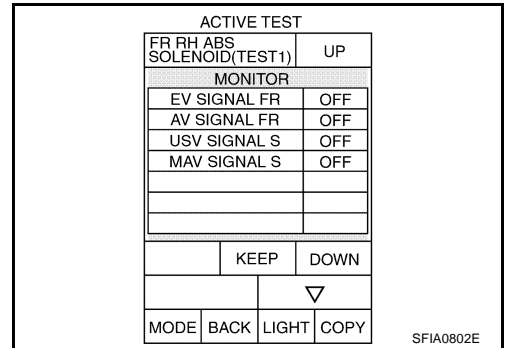 ACTIVE TEST
FR RH ABS
SOLENOID(TEST1) UP
MONITOR
EV SIGNAL FR OFF
AV SIGNAL FR OFF
USV SIGNAL S OFF
MAV SIGNAL S OFF
KEEP DOWN
▽
MODE BACK LIGHT COPY
SFIA0802E